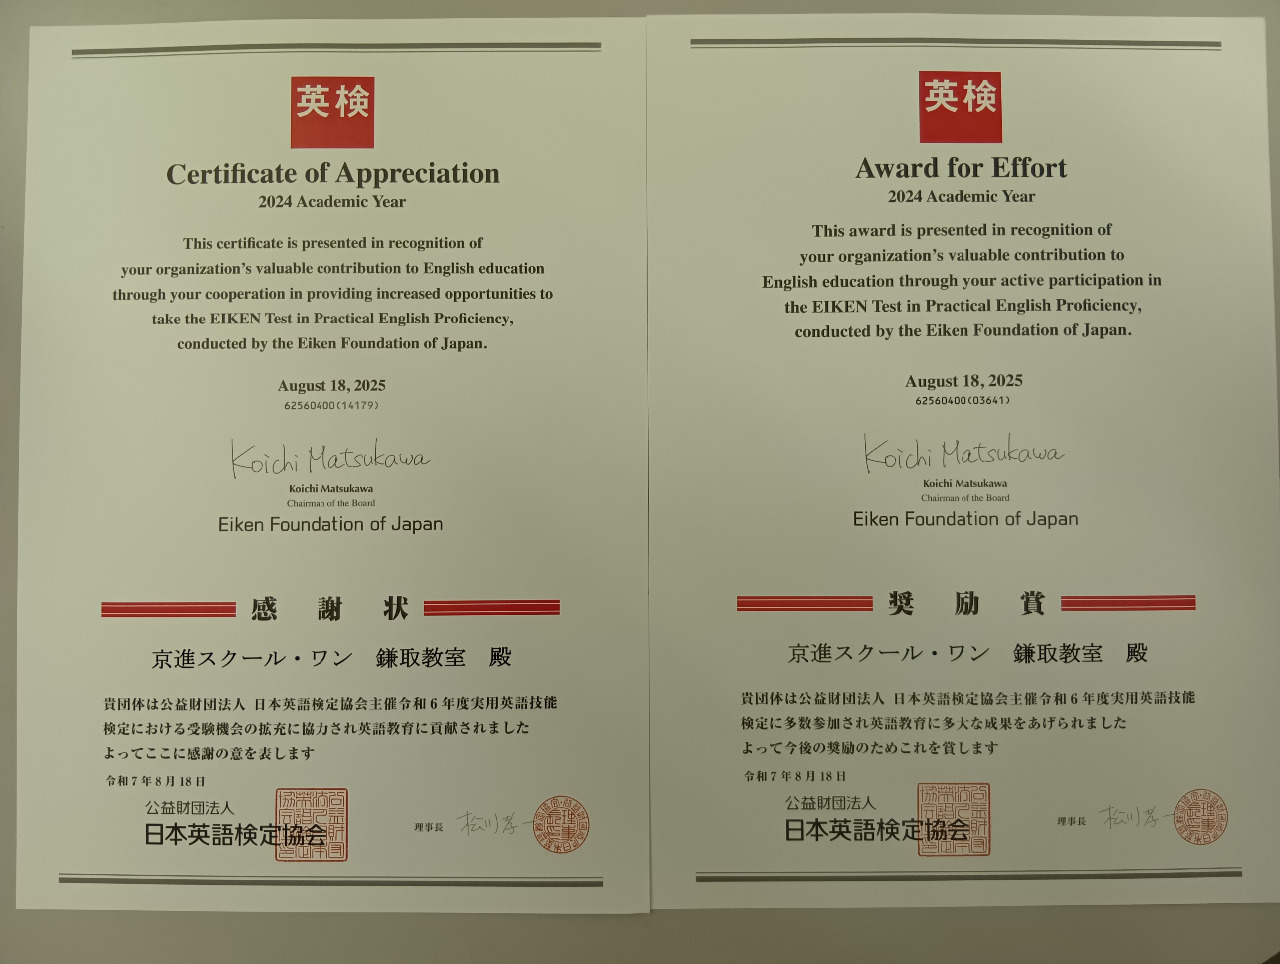 英検
Certificate of Appreciation
2024 Academic Year
This certificate is presented in recognition of
your organization's valuable contribution to English education
through your cooperation in providing increased opportunities to
take the EIKEN Test in Practical English Proficiency,
conducted by the Eiken Foundation of Japan.
August 18, 2025
62560400(14179)
Koichi Matsukawa
Koichi Matsukawa
Chairman of the Board
Eiken Foundation of Japan
感謝状
京進スクール・ワン 鎌取教室 殿
貴団体は公益財団法人 日本英語検定協会主催令和6年度実用英語技能
検定における受験機会の拡充に協力され英語教育に貢献されました
よってここに感謝の意を表します
令和7年8月18日
公益財団法人
日本英語検定協会
理事長 松川孝一
英検
Award for Effort
2024 Academic Year
This award is presented in recognition of
your organization's valuable contribution to
English education through your active participation in
the EIKEN Test in Practical English Proficiency,
conducted by the Eiken Foundation of Japan.
August 18, 2025
62560400(03641)
Koichi Matsukawa
Koichi Matsukawa
Chairman of the Board
Eiken Foundation of Japan
奨励賞
京進スクール・ワン 鎌取教室 殿
貴団体は公益財団法人 日本英語検定協会主催令和6年度実用英語技能
検定に多数参加され英語教育に多大な成果をあげられました
よって今後の奨励のためこれを賞します
令和7年8月18日
公益財団法人
日本英語検定協会
理事長 松川孝一